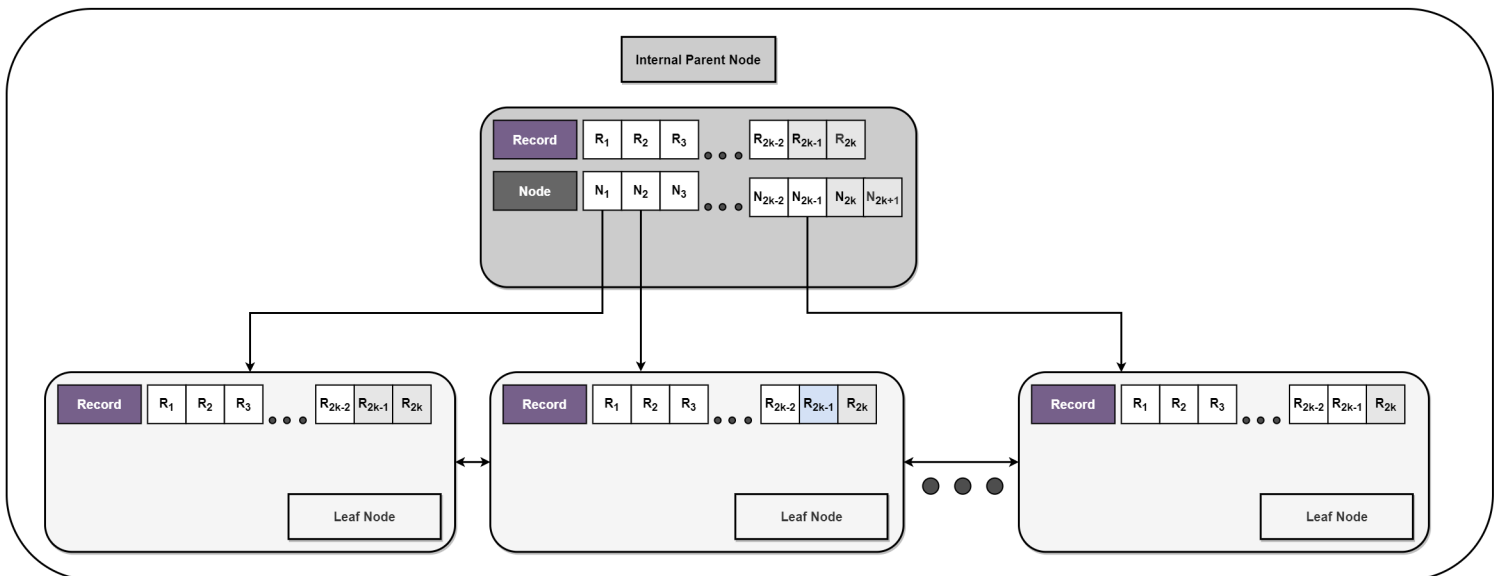 Internal Parent Node
Record R₁ R₂ R₃ ... R₂ₖ₋₂ R₂ₖ₋₁ R₂ₖ
Node N₁ N₂ N₃ ... N₂ₖ₋₂ N₂ₖ₋₁ N₂ₖ N₂ₖ₊₁
Record R₁ R₂ R₃ ... R₂ₖ₋₂ R₂ₖ₋₁ R₂ₖ
Leaf Node
Record R₁ R₂ R₃ ... R₂ₖ₋₂ R₂ₖ₋₁ R₂ₖ
Leaf Node
Record R₁ R₂ R₃ ... R₂ₖ₋₂ R₂ₖ₋₁ R₂ₖ
Leaf Node